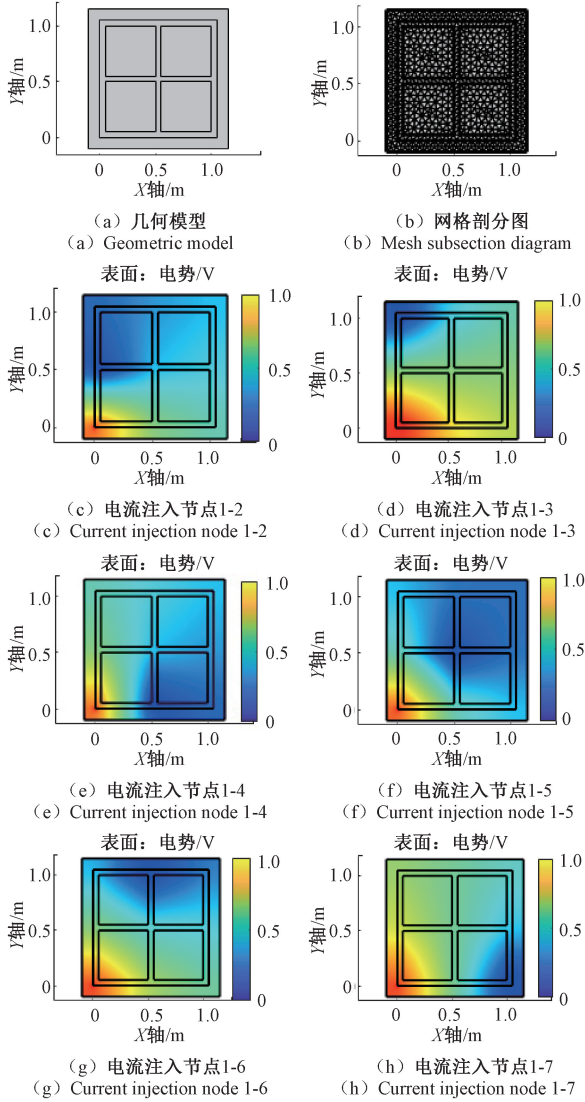 Y轴/m
1.0
0.5
0
0
0.5
1.0
X轴/m
(a) 几何模型
(a) Geometric model
Y轴/m
1.0
0.5
0
0
0.5
1.0
X轴/m
(b) 网格剖分图
(b) Mesh subsection diagram
表面：电势/V
Y轴/m
1.0
0.5
0
0
0.5
1.0
X轴/m
1.0
0.5
0
(c) 电流注入节点1-2
(c) Current injection node 1-2
表面：电势/V
Y轴/m
1.0
0.5
0
0
0.5
1.0
X轴/m
1.0
0.5
0
(d) 电流注入节点1-3
(d) Current injection node 1-3
表面：电势/V
Y轴/m
1.0
0.5
0
0
0.5
1.0
X轴/m
1.0
0.5
0
(e) 电流注入节点1-4
(e) Current injection node 1-4
表面：电势/V
Y轴/m
1.0
0.5
0
0
0.5
1.0
X轴/m
1.0
0.5
0
(f) 电流注入节点1-5
(f) Current injection node 1-5
表面：电势/V
Y轴/m
1.0
0.5
0
0
0.5
1.0
X轴/m
1.0
0.5
0
(g) 电流注入节点1-6
(g) Current injection node 1-6
表面：电势/V
Y轴/m
1.0
0.5
0
0
0.5
1.0
X轴/m
1.0
0.5
0
(h) 电流注入节点1-7
(h) Current injection node 1-7